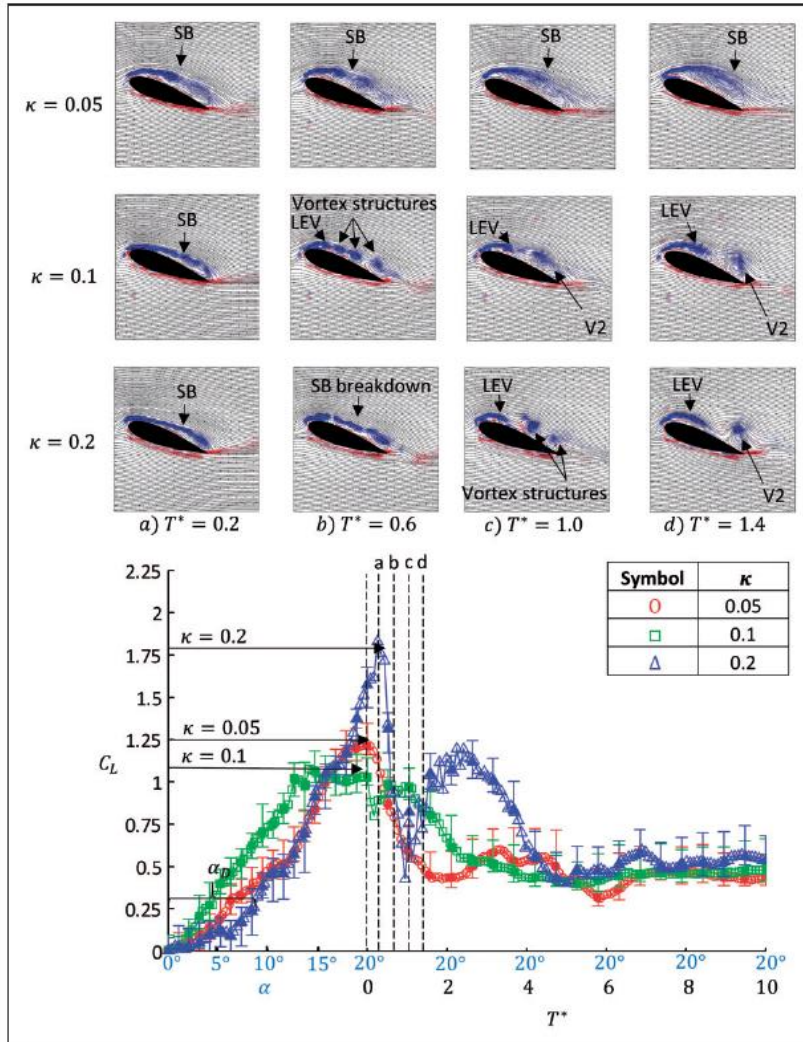 SB SB SB SB
κ = 0.05
SB
Vortex structures
LEV
LEV
V2
LEV
V2
κ = 0.1
SB
SB breakdown
LEV
Vortex structures
LEV
V2
κ = 0.2
a) T* = 0.2 b) T* = 0.6 c) T* = 1.0 d) T* = 1.4
a b c d
Symbol κ
0.05
0.1
0.2
2.25
2
1.75
1.5
1.25
1
0.75
0.5
0.25
0
C_L
κ = 0.2
κ = 0.05
κ = 0.1
α_D
0° 5° 10° 15° 20° 20° 20° 20° 20° 20°
α 0 2 4 6 8 10
T*